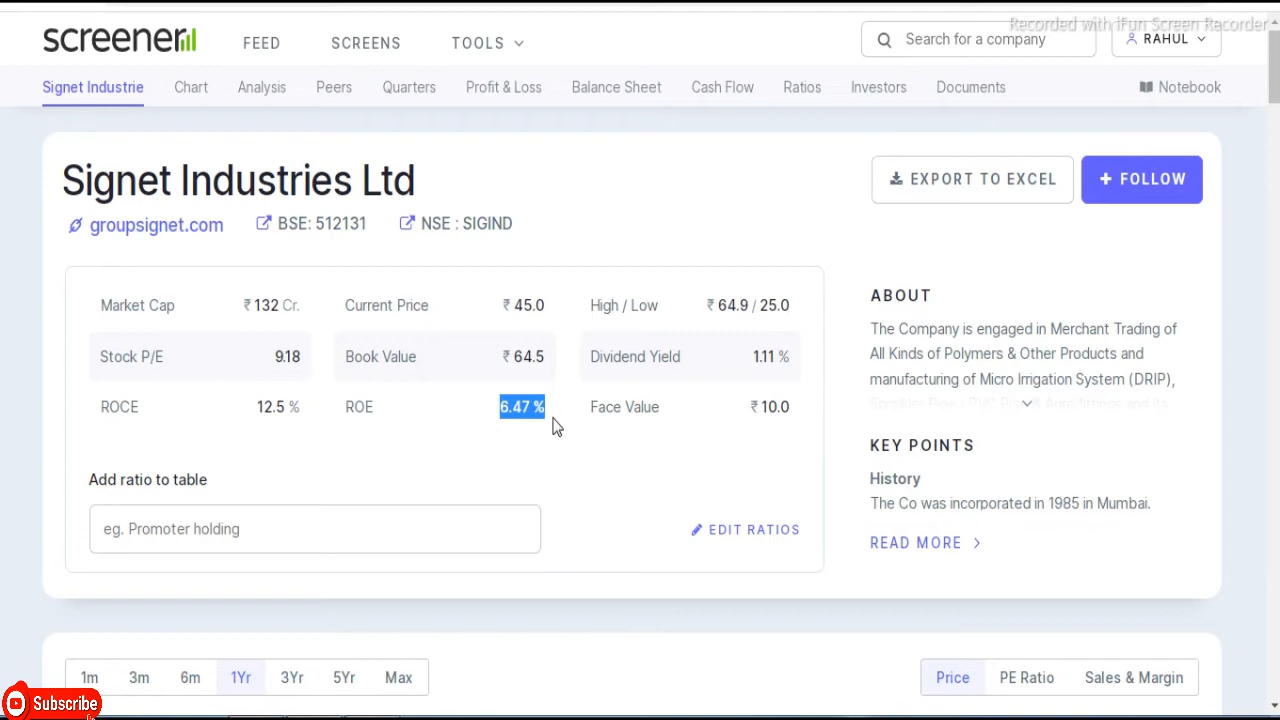 Recorded with iFun Screen Recorder
screener
FEED SCREENS TOOLS
Search for a company
RAHUL
Signet Industrie Chart Analysis Peers Quarters Profit & Loss Balance Sheet Cash Flow Ratios Investors Documents Notebook
Signet Industries Ltd
EXPORT TO EXCEL
+ FOLLOW
groupsignet.com BSE: 512131 NSE : SIGIND
Market Cap ₹ 132 Cr. Current Price ₹ 45.0 High / Low ₹ 64.9 / 25.0
Stock P/E 9.18 Book Value ₹ 64.5 Dividend Yield 1.11 %
ROCE 12.5 % ROE 6.47 % Face Value ₹ 10.0
Add ratio to table
eg. Promoter holding
EDIT RATIOS
ABOUT
The Company is engaged in Merchant Trading of
All Kinds of Polymers & Other Products and
manufacturing of Micro Irrigation System (DRIP),
KEY POINTS
History
The Co was incorporated in 1985 in Mumbai.
READ MORE
1m 3m 6m 1Yr 3Yr 5Yr Max
Price PE Ratio Sales & Margin
Subscribe